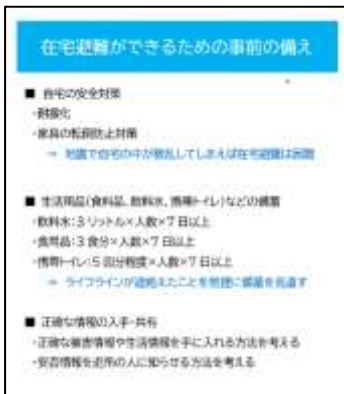 在宅避難ができるための事前の備え
■ 自宅の安全対策
・耐震化
・家具の転倒防止対策
⇒ 地震で自宅の中が散乱してしまえば在宅避難は困難
■ 生活用品(食料品、飲料水、携帯トイレ)などの備蓄
・飲料水:3リットル×人数×7日以上
・食用品:3食分×人数×7日以上
・携帯トイレ:5回分程度×人数×7日以上
⇒ ライフラインが途絶えたことを前提に備蓄を見直す
■ 正確な情報の入手・共有
・正確な被害情報や生活情報を手に入れる方法を考える
・安否情報を近所の人に知らせる方法を考える